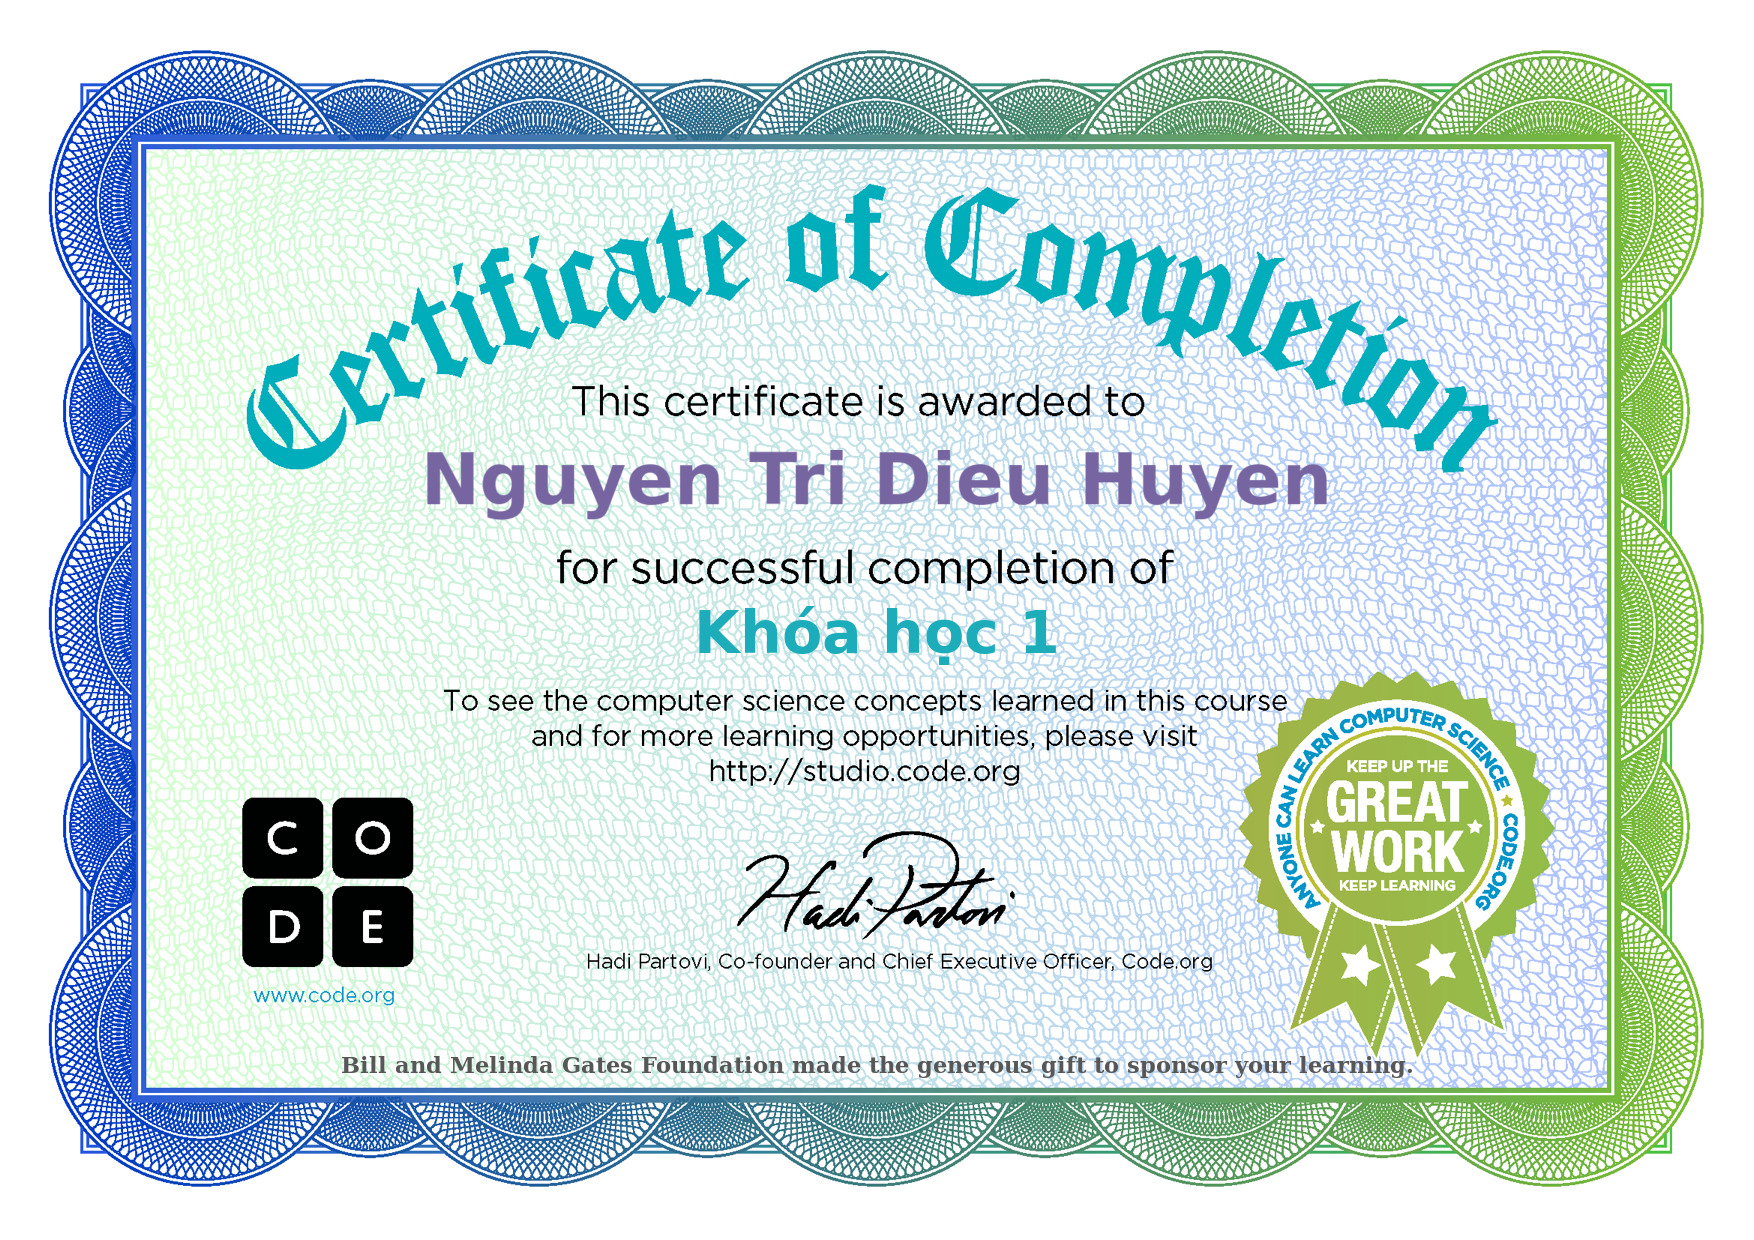 Certificate of Completion
This certificate is awarded to
Nguyen Tri Dieu Huyen
for successful completion of
Khóa học 1
To see the computer science concepts learned in this course
and for more learning opportunities, please visit
http://studio.code.org
C O
D E
www.code.org
Hadi Partovi
Hadi Partovi, Co-founder and Chief Executive Officer, Code.org
ANYONE CAN LEARN COMPUTER SCIENCE ★ CODE.ORG
KEEP UP THE
GREAT
WORK
KEEP LEARNING
Bill and Melinda Gates Foundation made the generous gift to sponsor your learning.